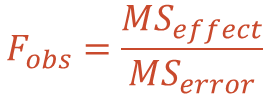 F_obs = MS_effect / MS_error